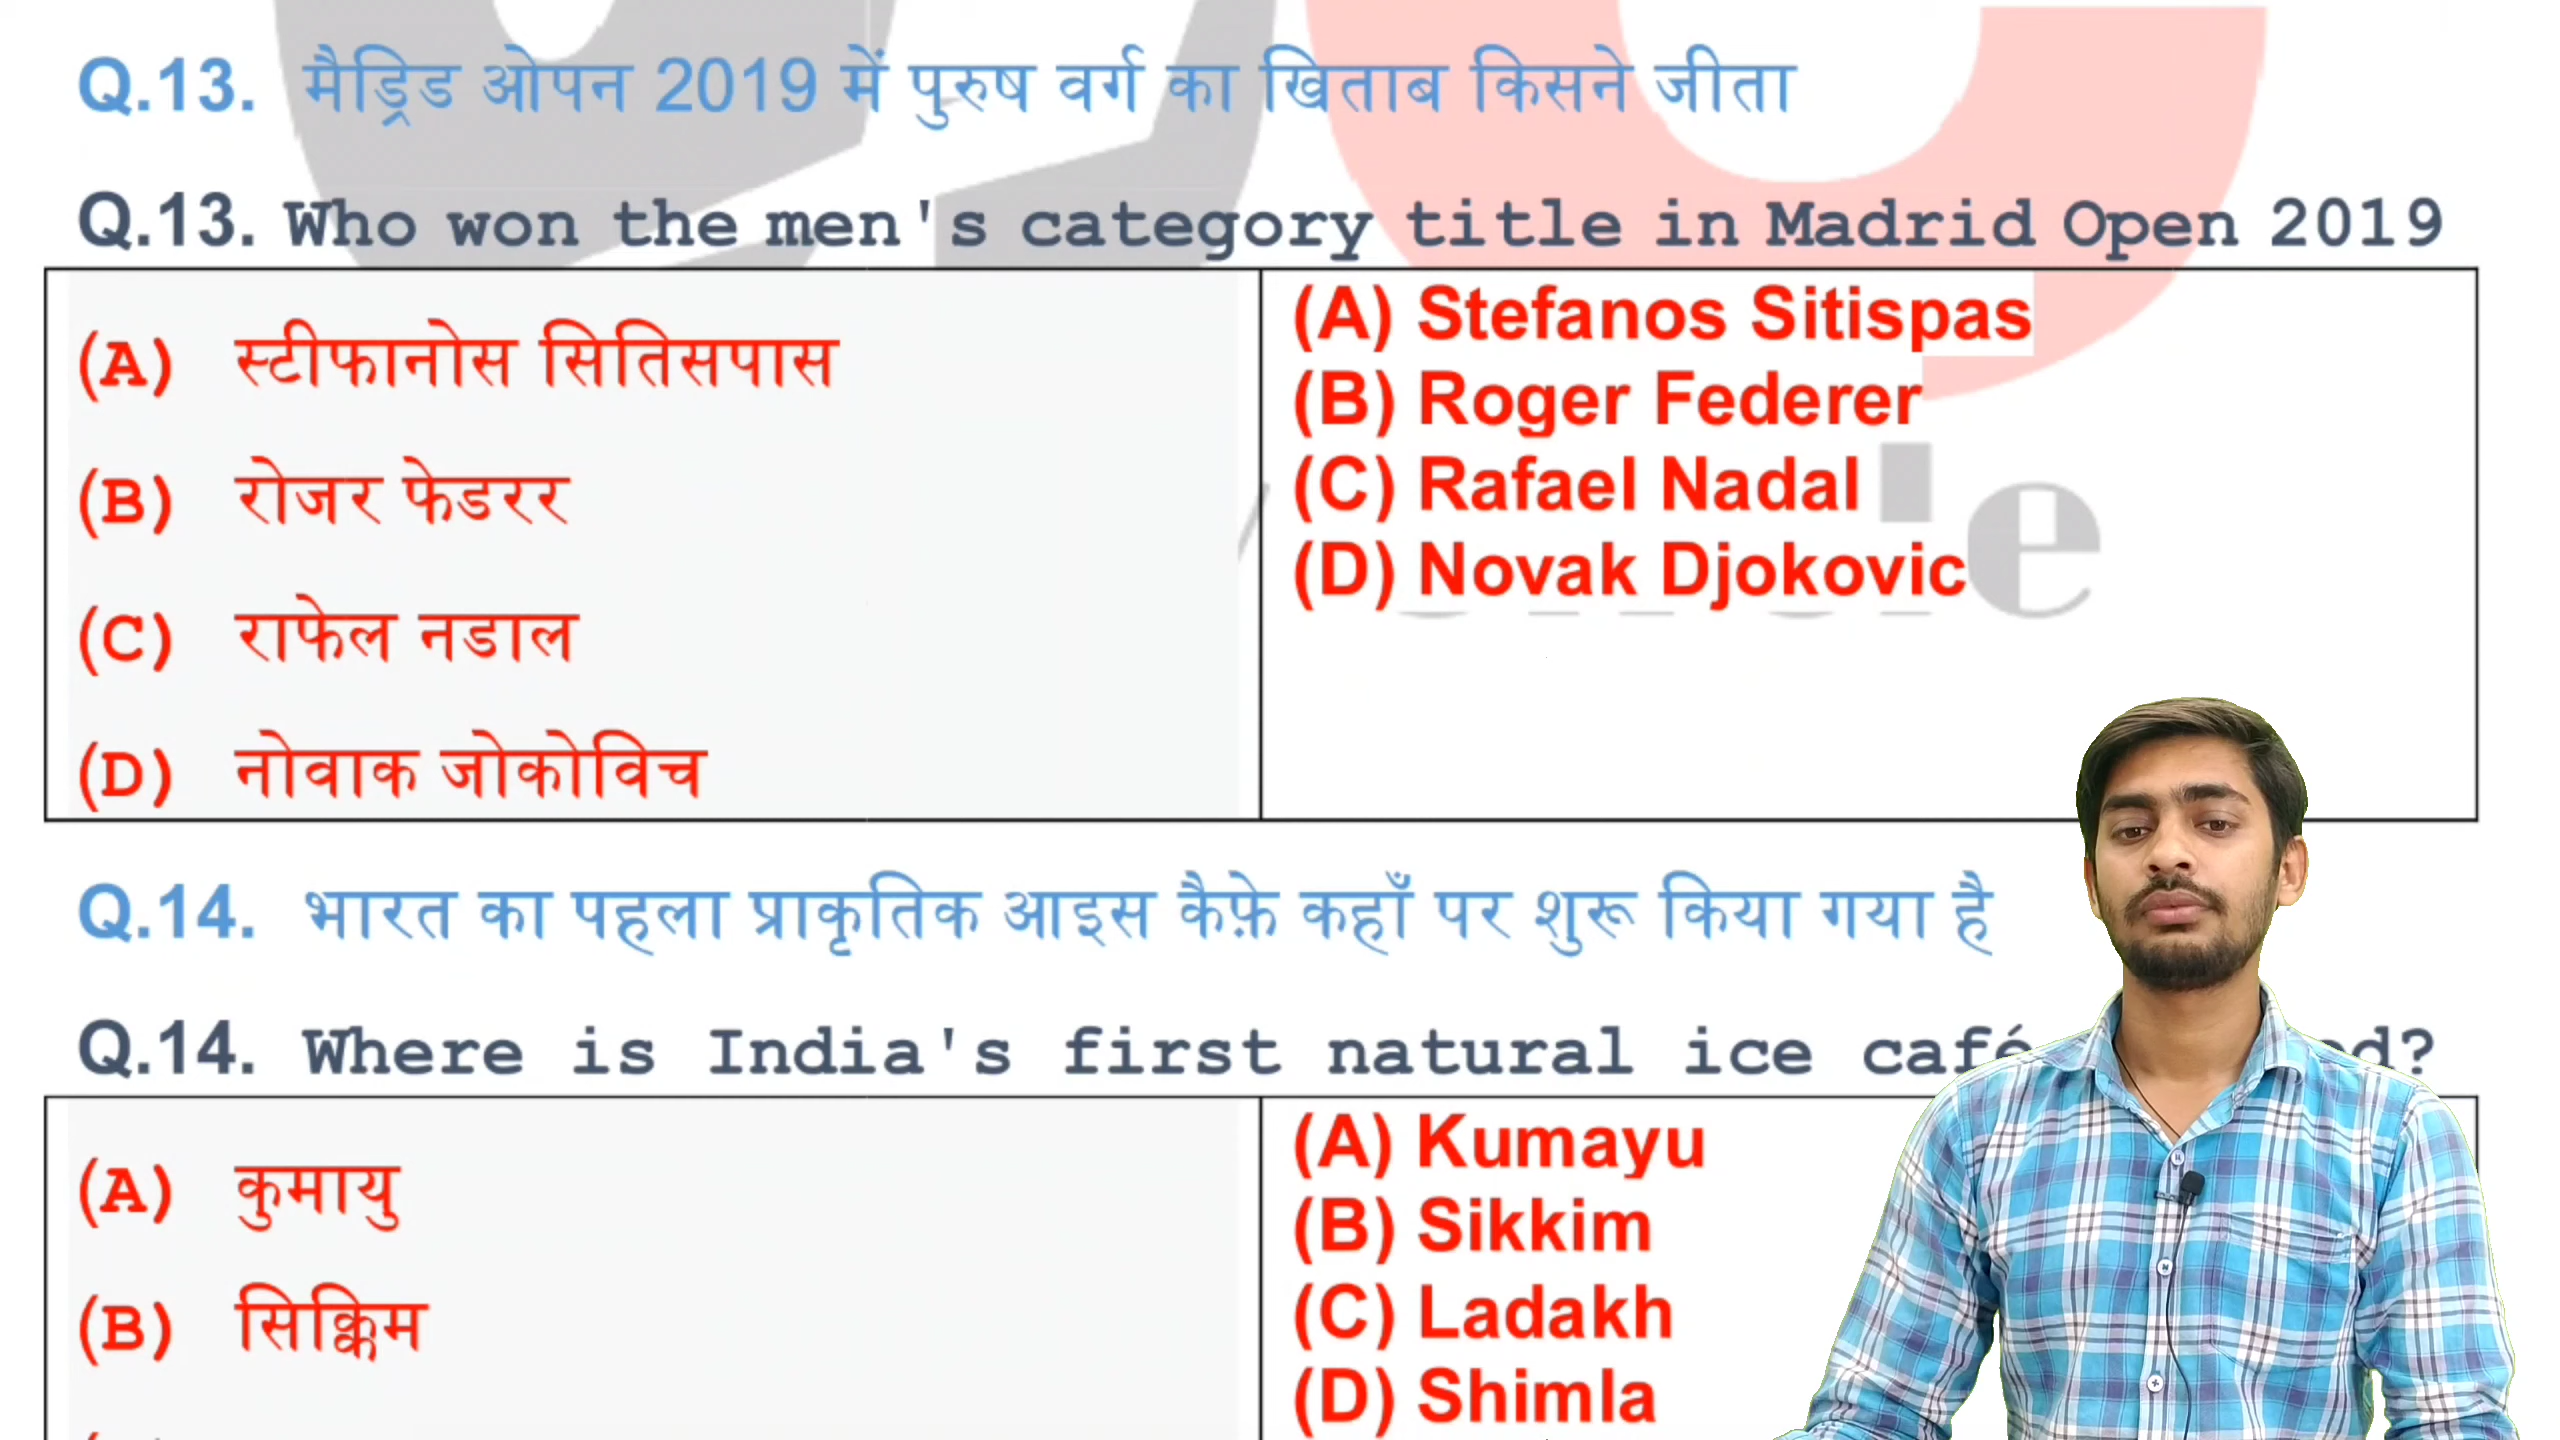 Q.13. मैड्रिड ओपन 2019 में पुरुष वर्ग का खिताब किसने जीता
Q.13. Who won the men's category title in Madrid Open 2019
(A) स्टीफानोस सितिसपास
(B) रोजर फेडरर
(C) राफेल नडाल
(D) नोवाक जोकोविच
(A) Stefanos Sitispas
(B) Roger Federer
(C) Rafael Nadal
(D) Novak Djokovic
Q.14. भारत का पहला प्राकृतिक आइस कैफ़े कहाँ पर शुरू किया गया है
Q.14. Where is India's first natural ice café
(A) कुमायु
(B) सिक्किम
(A) Kumayu
(B) Sikkim
(C) Ladakh
(D) Shimla